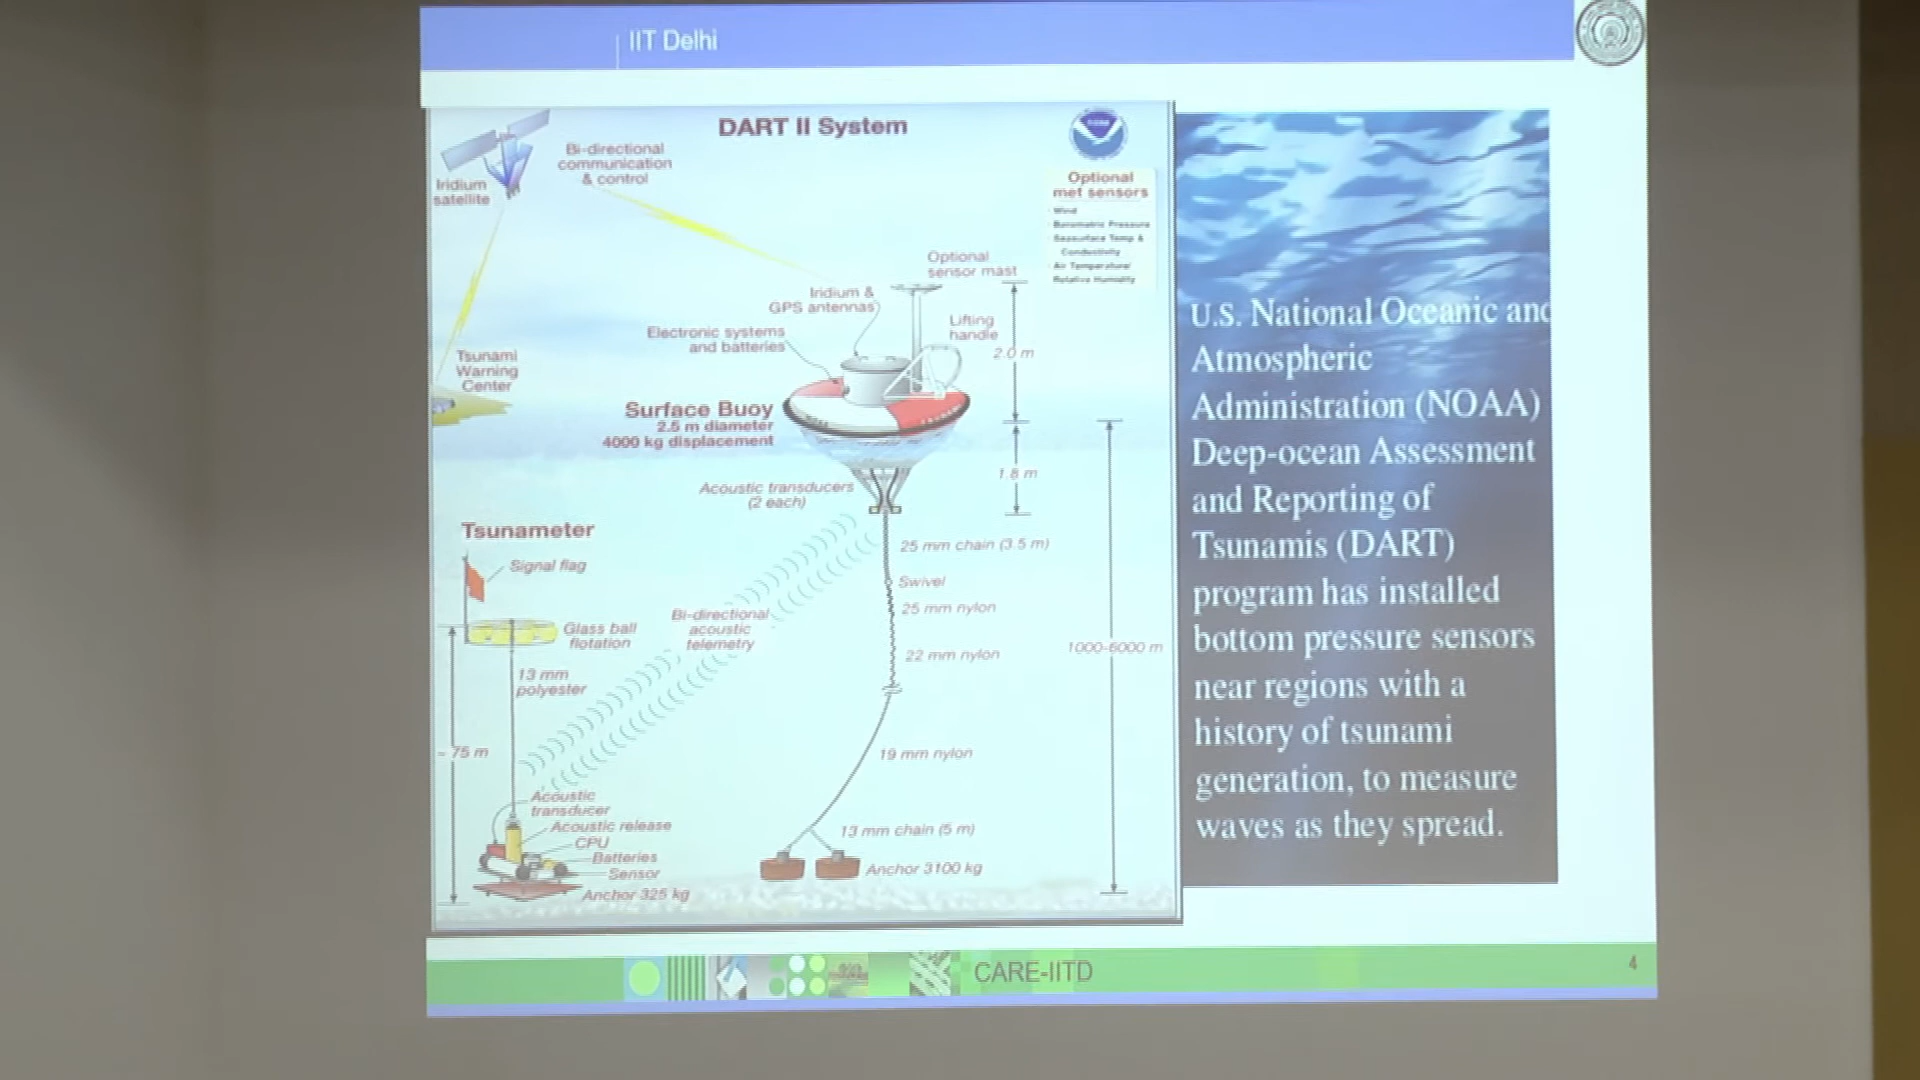 IIT Delhi
DART II System
Bi-directional
communication
& control
Iridium
satellite
Optional
met sensors
Wind
Barometric Pressure
Seasurface Temp &
Conductivity
Air Temperature/
Relative Humidity
Optional
sensor mast
Iridium &
GPS antennas
Lifting
handle
Electronic systems
and batteries
2.0 m
Tsunami
Warning
Center
Surface Buoy
2.5 m diameter
4000 kg displacement
1.8 m
Acoustic transducers
(2 each)
Tsunameter
25 mm chain (3.5 m)
Signal flag
Swivel
25 mm nylon
Bi-directional
acoustic
telemetry
Glass ball
flotation
22 mm nylon
1000-6000 m
13 mm
polyester
~ 75 m
19 mm nylon
Acoustic
transducer
Acoustic release
CPU
Batteries
Sensor
Anchor 325 kg
13 mm chain (5 m)
Anchor 3100 kg
U.S. National Oceanic and
Atmospheric
Administration (NOAA)
Deep-ocean Assessment
and Reporting of
Tsunamis (DART)
program has installed
bottom pressure sensors
near regions with a
history of tsunami
generation, to measure
waves as they spread.
CARE-IITD
4